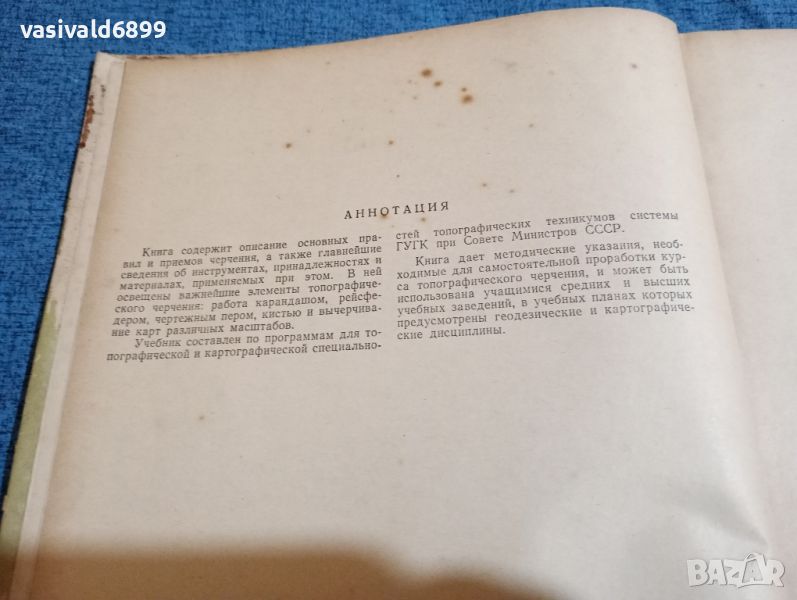 vasivald6899
АННОТАЦИЯ
Книга содержит описание основных пра-
вил и приемов черчения, а также главнейшие
сведения об инструментах, принадлежностях и
материалах, применяемых при этом. В ней
освещены важнейшие элементы топографиче-
ского черчения: работа карандашом, рейсфе-
дером, чертежным пером, кистью и вычерчива-
ние карт различных масштабов.
Учебник составлен по программам для то-
пографической и картографической специально-
стей топографических техникумов системы
ГУГК при Совете Министров СССР.
Книга дает методические указания, необ-
ходимые для самостоятельной проработки кур-
са топографического черчения, и может быть
использована учащимися средних и высших
учебных заведений, в учебных планах которых
предусмотрены геодезические и картографиче-
ские дисциплины.
BAZAR